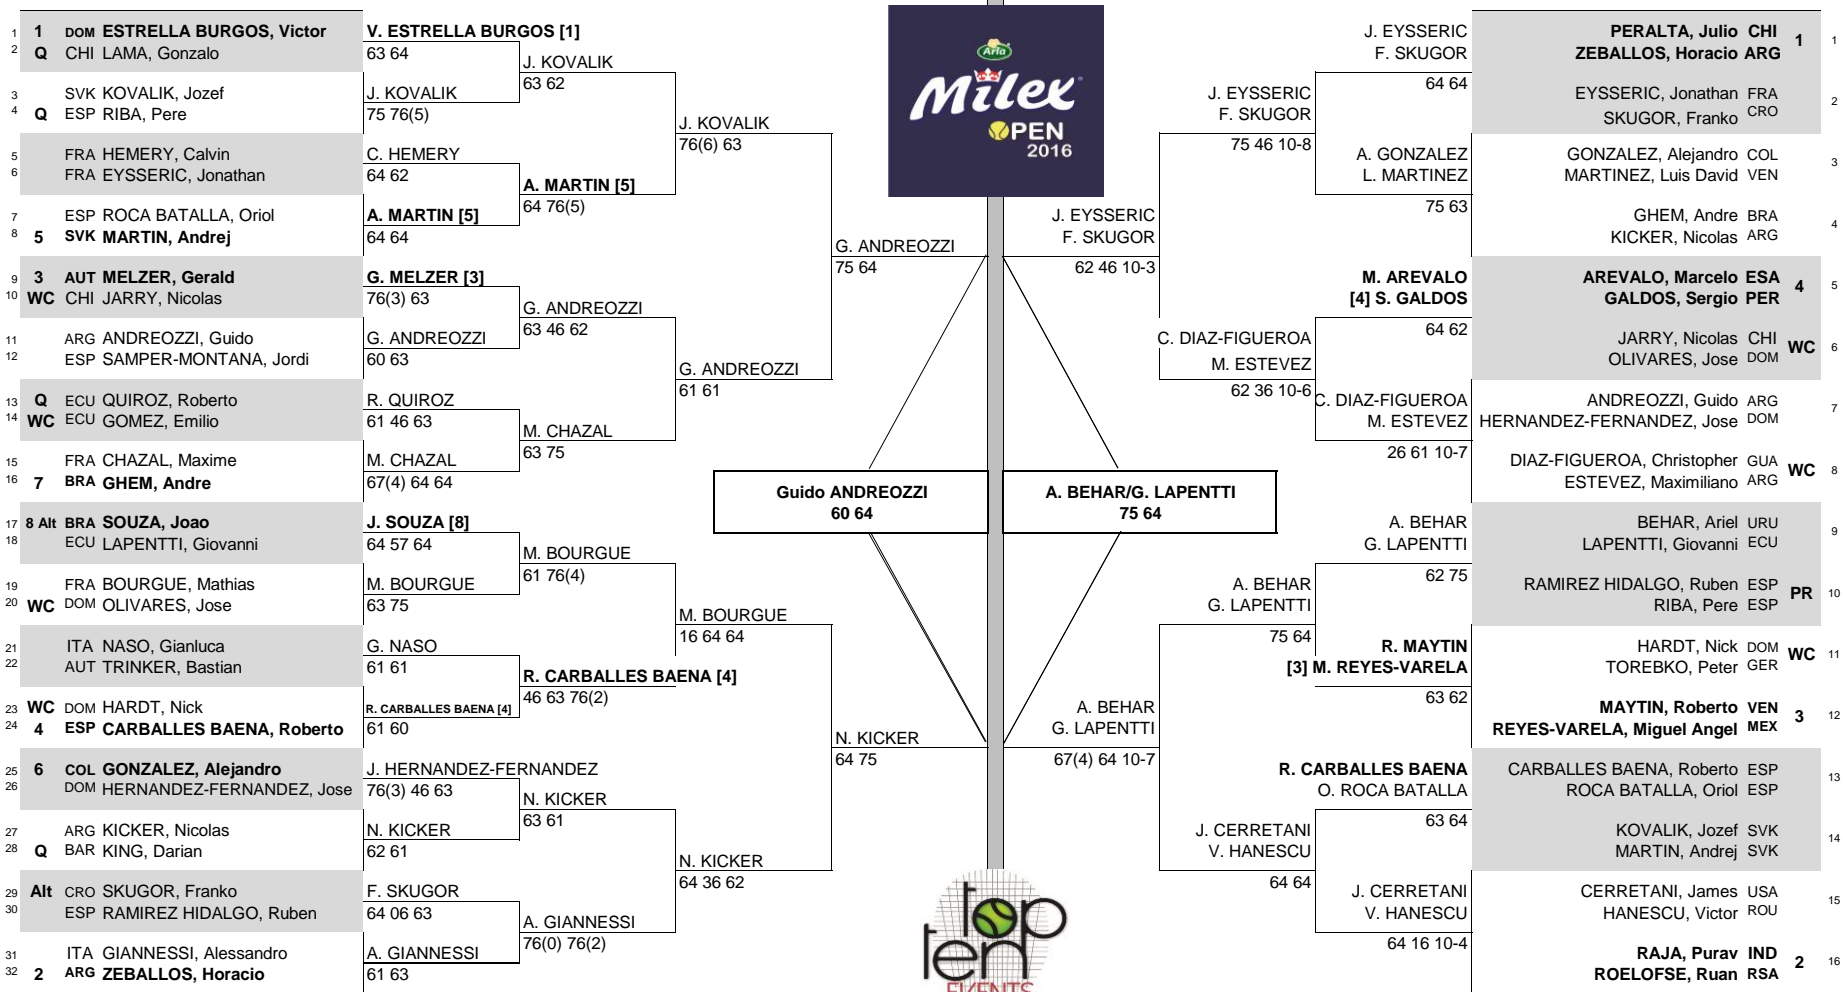 1 1 DOM ESTRELLA BURGOS, Victor
2 Q CHI LAMA, Gonzalo
3 SVK KOVALIK, Jozef
4 Q ESP RIBA, Pere
5 FRA HEMERY, Calvin
6 FRA EYSSERIC, Jonathan
7 ESP ROCA BATALLA, Oriol
8 5 SVK MARTIN, Andrej
9 3 AUT MELZER, Gerald
10 WC CHI JARRY, Nicolas
11 ARG ANDREOZZI, Guido
12 ESP SAMPER-MONTANA, Jordi
13 Q ECU QUIROZ, Roberto
14 WC ECU GOMEZ, Emilio
15 FRA CHAZAL, Maxime
16 7 BRA GHEM, Andre
17 8 Alt BRA SOUZA, Joao
18 ECU LAPENTTI, Giovanni
19 FRA BOURGUE, Mathias
20 WC DOM OLIVARES, Jose
21 ITA NASO, Gianluca
22 AUT TRINKER, Bastian
23 WC DOM HARDT, Nick
24 4 ESP CARBALLES BAENA, Roberto
25 6 COL GONZALEZ, Alejandro
26 DOM HERNANDEZ-FERNANDEZ, Jose
27 ARG KICKER, Nicolas
28 Q BAR KING, Darian
29 Alt CRO SKUGOR, Franko
30 ESP RAMIREZ HIDALGO, Ruben
31 ITA GIANNESSI, Alessandro
32 2 ARG ZEBALLOS, Horacio
V. ESTRELLA BURGOS [1]
63 64
J. KOVALIK
75 76(5)
C. HEMERY
64 62
A. MARTIN [5]
64 64
G. MELZER [3]
76(3) 63
G. ANDREOZZI
60 63
R. QUIROZ
61 46 63
M. CHAZAL
67(4) 64 64
J. SOUZA [8]
64 57 64
M. BOURGUE
63 75
G. NASO
61 61
R. CARBALLES BAENA [4]
61 60
J. HERNANDEZ-FERNANDEZ
76(3) 46 63
N. KICKER
62 61
F. SKUGOR
64 06 63
A. GIANNESSI
61 63
J. KOVALIK
63 62
A. MARTIN [5]
64 76(5)
G. ANDREOZZI
63 46 62
M. CHAZAL
63 75
M. BOURGUE
61 76(4)
R. CARBALLES BAENA [4]
46 63 76(2)
N. KICKER
63 61
A. GIANNESSI
76(0) 76(2)
J. KOVALIK
76(6) 63
G. ANDREOZZI
61 61
M. BOURGUE
16 64 64
N. KICKER
64 36 62
G. ANDREOZZI
75 64
N. KICKER
64 75
Guido ANDREOZZI
60 64
Arla
Milex
OPEN
2016
A. BEHAR/G. LAPENTTI
75 64
top
ten
EVENTS
J. EYSSERIC
F. SKUGOR
62 46 10-3
A. BEHAR
G. LAPENTTI
67(4) 64 10-7
J. EYSSERIC
F. SKUGOR
75 46 10-8
C. DIAZ-FIGUEROA
M. ESTEVEZ
62 36 10-6
A. BEHAR
G. LAPENTTI
75 64
J. CERRETANI
V. HANESCU
64 64
J. EYSSERIC
F. SKUGOR
64 64
A. GONZALEZ
L. MARTINEZ
75 63
M. AREVALO
[4] S. GALDOS
64 62
C. DIAZ-FIGUEROA
M. ESTEVEZ
26 61 10-7
A. BEHAR
G. LAPENTTI
62 75
R. MAYTIN
[3] M. REYES-VARELA
63 62
R. CARBALLES BAENA
O. ROCA BATALLA
63 64
J. CERRETANI
V. HANESCU
64 16 10-4
PERALTA, Julio CHI
ZEBALLOS, Horacio ARG
1 1
EYSSERIC, Jonathan FRA
SKUGOR, Franko CRO
2
GONZALEZ, Alejandro COL
MARTINEZ, Luis David VEN
3
GHEM, Andre BRA
KICKER, Nicolas ARG
4
AREVALO, Marcelo ESA
GALDOS, Sergio PER
4 5
JARRY, Nicolas CHI
OLIVARES, Jose DOM
WC 6
ANDREOZZI, Guido ARG
HERNANDEZ-FERNANDEZ, Jose DOM
7
DIAZ-FIGUEROA, Christopher GUA
ESTEVEZ, Maximiliano ARG
WC 8
BEHAR, Ariel URU
LAPENTTI, Giovanni ECU
9
RAMIREZ HIDALGO, Ruben ESP
RIBA, Pere ESP
PR 10
HARDT, Nick DOM
TOREBKO, Peter GER
WC 11
MAYTIN, Roberto VEN
REYES-VARELA, Miguel Angel MEX
3 12
CARBALLES BAENA, Roberto ESP
ROCA BATALLA, Oriol ESP
13
KOVALIK, Jozef SVK
MARTIN, Andrej SVK
14
CERRETANI, James USA
HANESCU, Victor ROU
15
RAJA, Purav IND
ROELOFSE, Ruan RSA
2 16